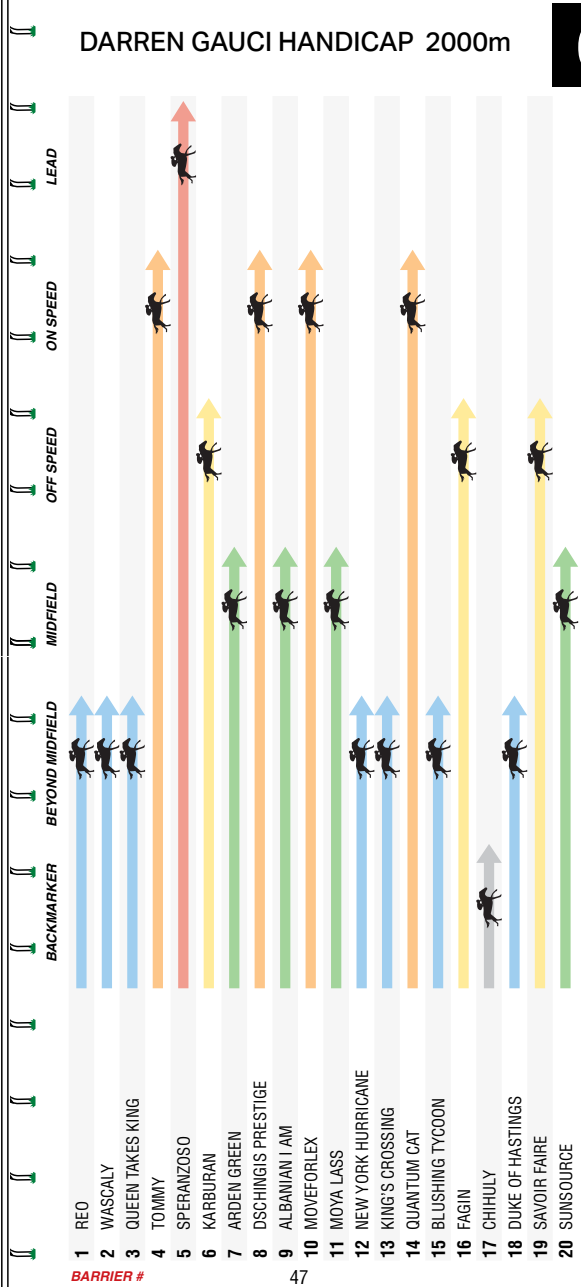 DARREN GAUCI HANDICAP 2000m
LEAD
ON SPEED
OFF SPEED
MIDFIELD
BEYOND MIDFIELD
BACKMARKER
1 REO
2 WASCALY
3 QUEEN TAKES KING
4 TOMMY
5 SPERANZOSO
6 KARBURAN
7 ARDEN GREEN
8 DSCHNGIS PRESTIGE
9 ALBANIAN I AM
10 MOVEFORLEX
11 MOYA LASS
12 NEW YORK HURRICANE
13 KING'S CROSSING
14 QUANTUM CAT
15 BLUSHING TYCOON
16 FAGIN
17 CHIHULY
18 DUKE OF HASTINGS
19 SAVOIR FAIRE
20 SUNSOURCE
BARRIER #
47